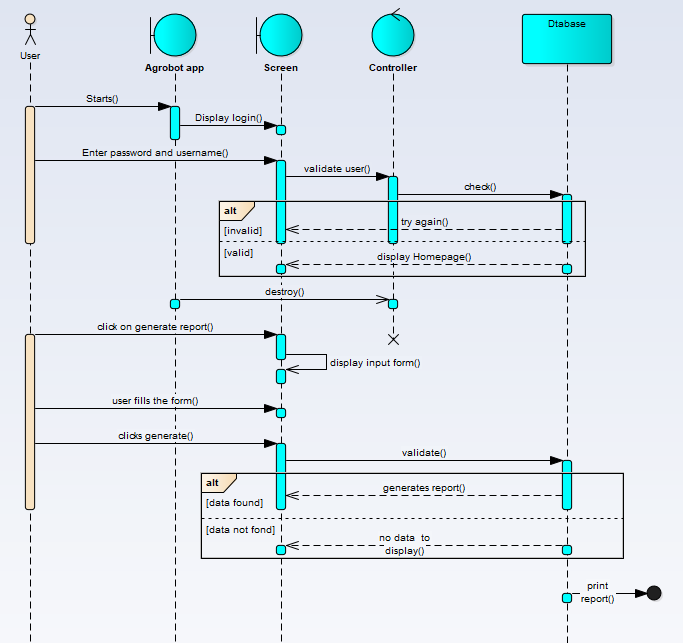 User
Agrobot app
Screen
Controller
Dtabase
Starts()
Display login()
Enter password and username()
validate user()
check()
alt
try again()
[invalid]
[valid]
display Homepage()
destroy()
click on generate report()
display input form()
user fills the form()
clicks generate()
validate()
alt
generates report()
[data found]
[data not fond]
no data to
display()
print
report()